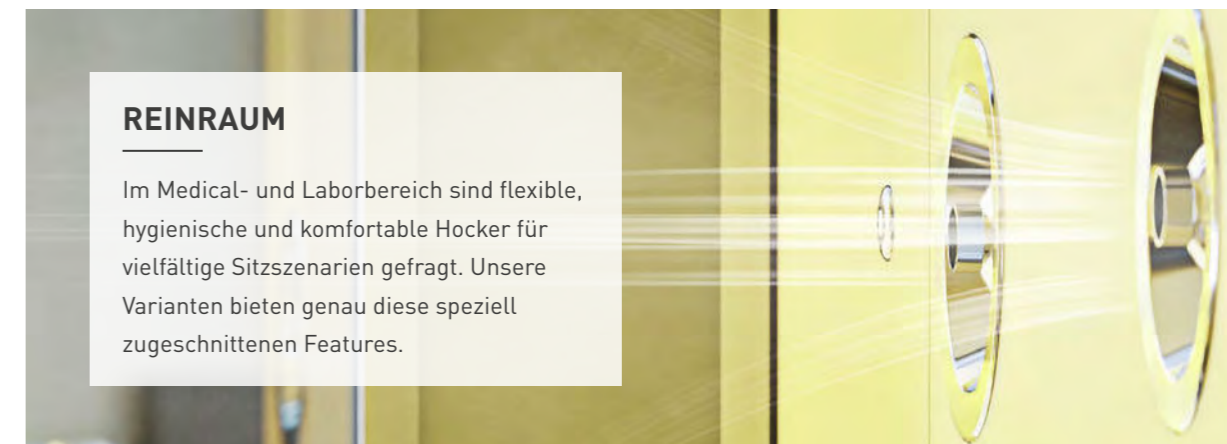 REINRAUM
Im Medical- und Laborbereich sind flexible,
hygienische und komfortable Hocker für
vielfältige Sitzszenarien gefragt. Unsere
Varianten bieten genau diese speziell
zugeschnittenen Features.